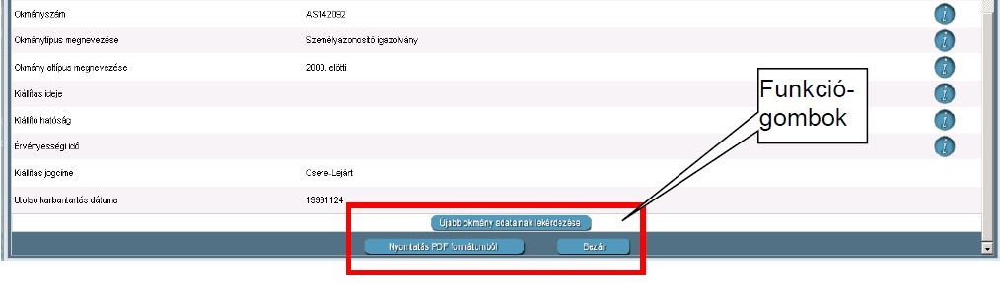 Okmányszám AS142092
Okmánytípus megnevezése Személyazonosító igazolvány
Okmány altípus megnevezése 2000. előtti
Kiállítás ideje
Kiállító hatóság
Érvényességi idő
Kiállítás jogcíme Csere-Lejárt
Utolsó karbantartás dátuma 19991124
Funkció-
gombok
Újabb okmány adatainak lekérdezése
Nyomtatás PDF formátomból Bezár